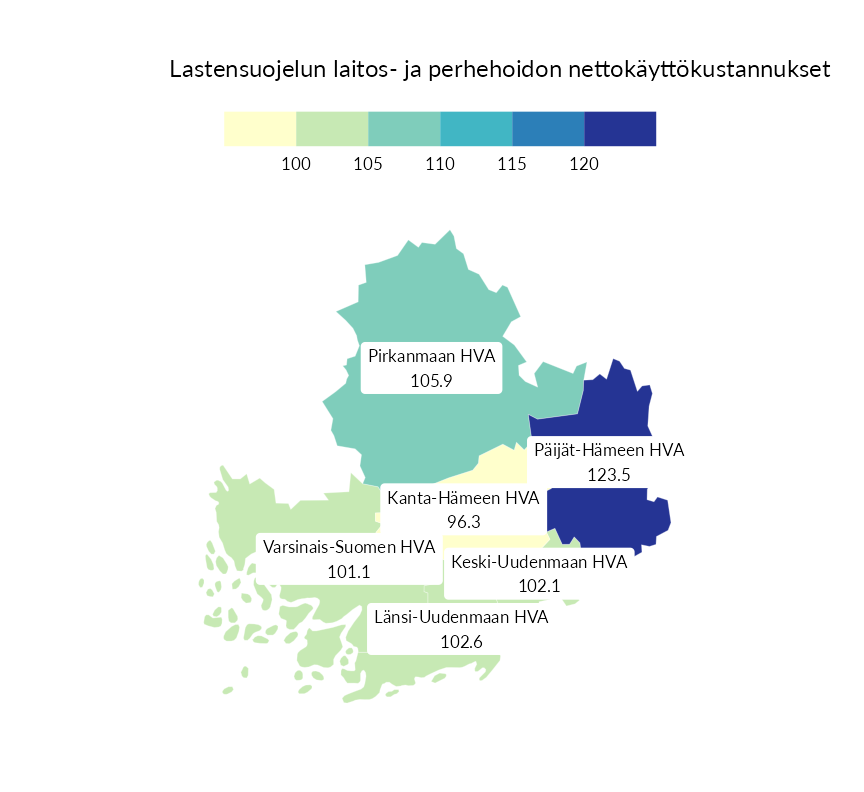 Lastensuojelun laitos- ja perhehoidon nettokäyttökustannukset
100 105 110 115 120
Pirkanmaan HVA
105.9
Päijät-Hämeen HVA
123.5
Kanta-Hämeen HVA
96.3
Varsinais-Suomen HVA
101.1
Keski-Uudenmaan HVA
102.1
Länsi-Uudenmaan HVA
102.6